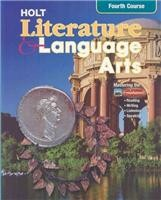 Fourth Course
HOLT
Literature
& Language
Arts
Mastering the
Reading
Writing
Listening
Speaking